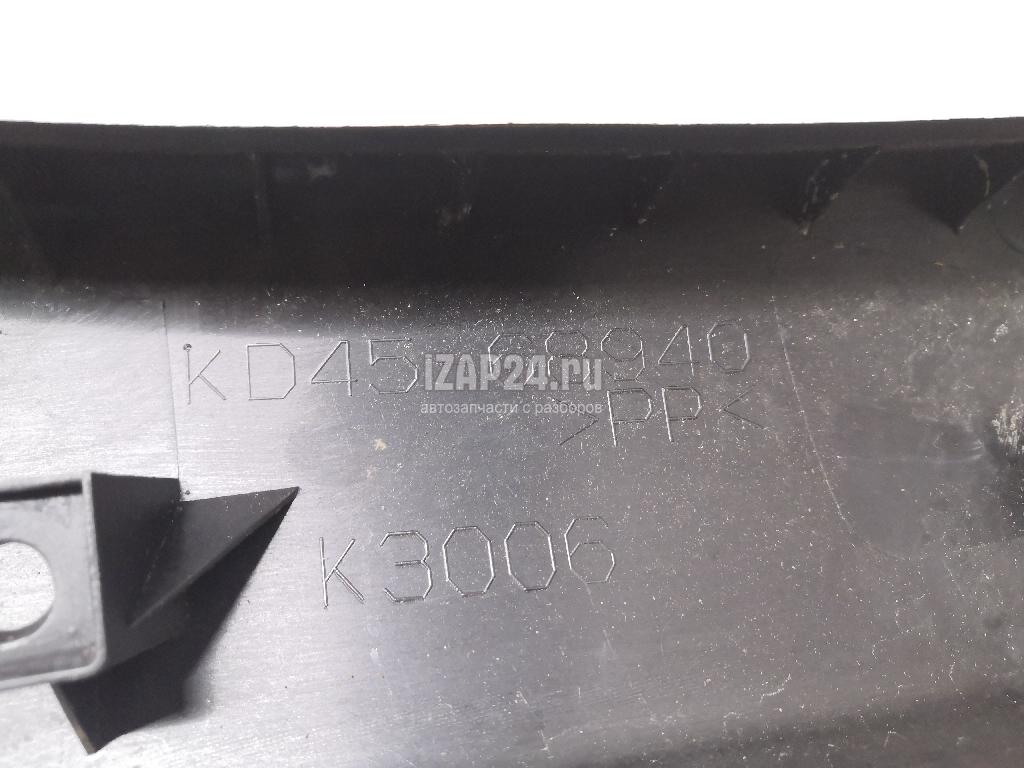 KD45 68940
iZAP24.ru
автозапчасти с разборов
>PP<
K3006